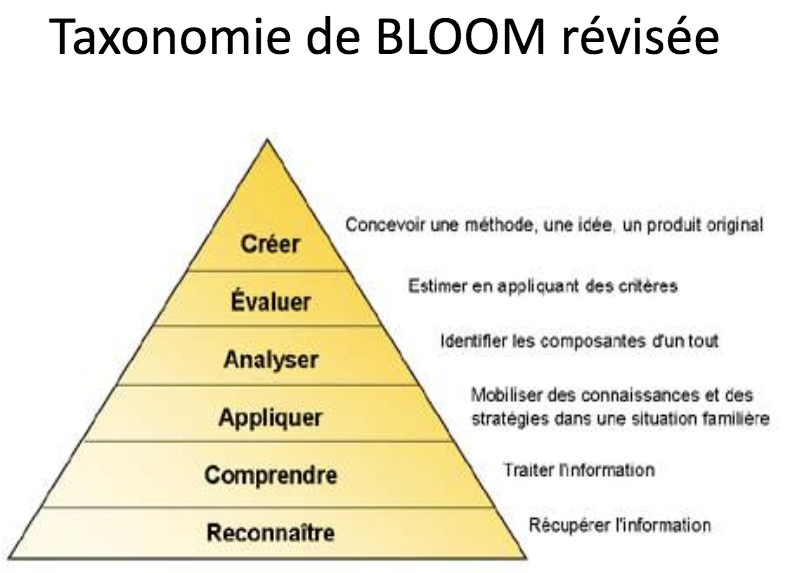 Taxonomie de BLOOM révisée
Créer
Concevoir une méthode, une idée, un produit original
Évaluer
Estimer en appliquant des critères
Analyser
Identifier les composantes d'un tout
Appliquer
Mobiliser des connaissances et des
stratégies dans une situation familière
Comprendre
Traiter l'information
Reconnaître
Récupérer l'information